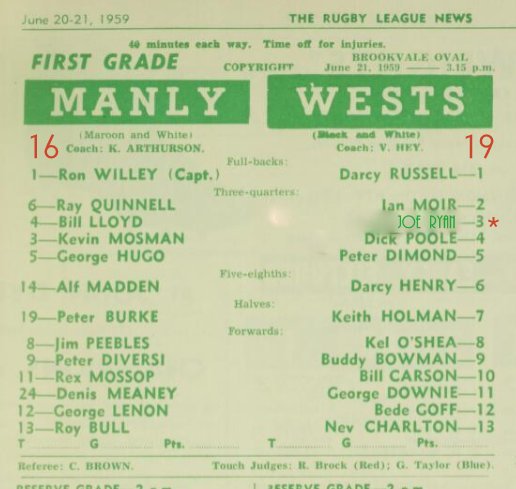 June 20-21, 1959 THE RUGBY LEAGUE NEWS
40 minutes each way. Time off for injuries.
FIRST GRADE COPYRIGHT BROOKVALE OVAL
June 21, 1959 —— 3.15 p.m.
MANLY WESTS
(Maroon and White) (Black and White)
16 Coach: K. ARTHURSON. Coach: V. HEY. 19
Full-backs:
1—Ron WILLEY (Capt.) Darcy RUSSELL—1
Three-quarters:
6—Ray QUINNELL Ian MOIR—2
4—Bill LLOYD JOE RYAN —3 *
3—Kevin MOSMAN Dick POOLE—4
5—George HUGO Peter DIMOND—5
Five-eighths:
14—Alf MADDEN Darcy HENRY—6
Halves:
19—Peter BURKE Keith HOLMAN—7
Forwards:
8—Jim PEEBLES Kel O'SHEA—8
9—Peter DIVERSI Buddy BOWMAN—9
11—Rex MOSSOP Bill CARSON—10
24—Denis MEANEY George DOWNIE—11
12—George LENON Bede GOFF—12
13—Roy BULL Nev CHARLTON—13
T .............. G .............. Pts. .............. T .............. G .............. Pts. ..............
Referee: C. BROWN. Touch Judges: R. Brock (Red); G. Taylor (Blue).
RESERVE GRADE—2 p.m. RESERVE GRADE—2 p.m.